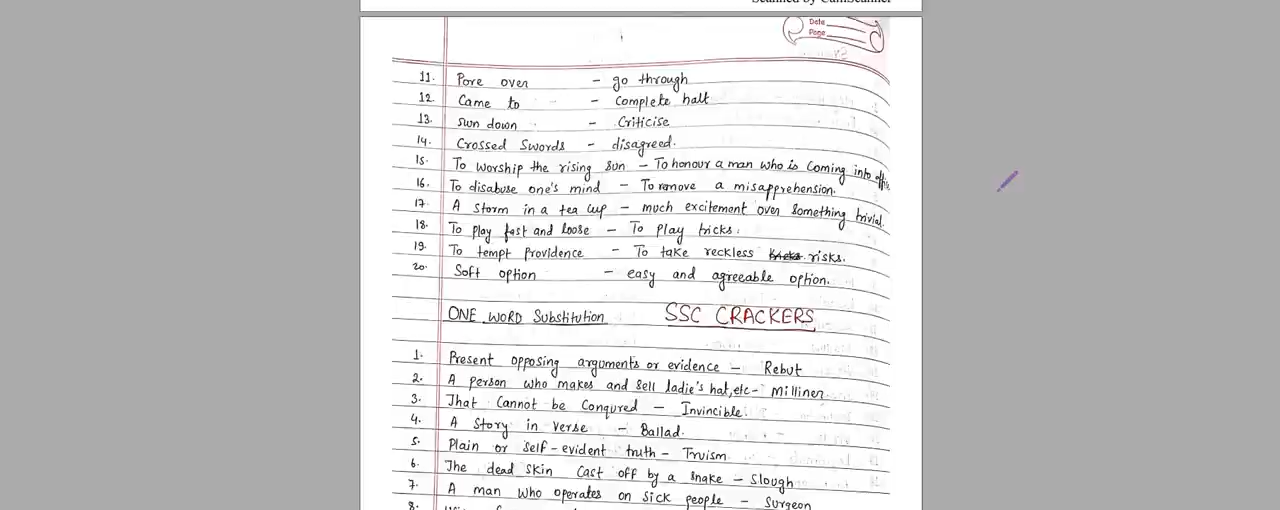 Scanned by CamScanner
Date
Page
11. Pore over - go through
12. Came to - Complete halt
13. Sun down - Criticise
14. Crossed Swords - disagreed.
15. To worship the rising sun - To honour a man who is coming into office
16. To disabuse one's mind - To remove a misapprehension.
17. A storm in a tea cup - much excitement over something trivial.
18. To play fast and loose - To play tricks.
19. To tempt providence - To take reckless tricks risks.
20. Soft option - easy and agreeable option.
ONE WORD Substitution SSC CRACKERS
1. Present opposing arguments or evidence - Rebut
2. A person who makes and sell ladie's hat, etc - Milliner
3. That Cannot be Conqured - Invincible.
4. A Story in verse - Ballad.
5. Plain or self-evident truth - Truism.
6. The dead skin cast off by a snake - Slough
7. A man who operates on sick people - Surgeon
8.